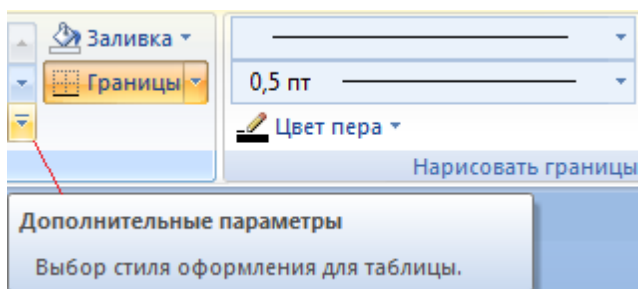 Заливка
Границы
0,5 пт
Цвет пера
Нарисовать границы
Дополнительные параметры
Выбор стиля оформления для таблицы.